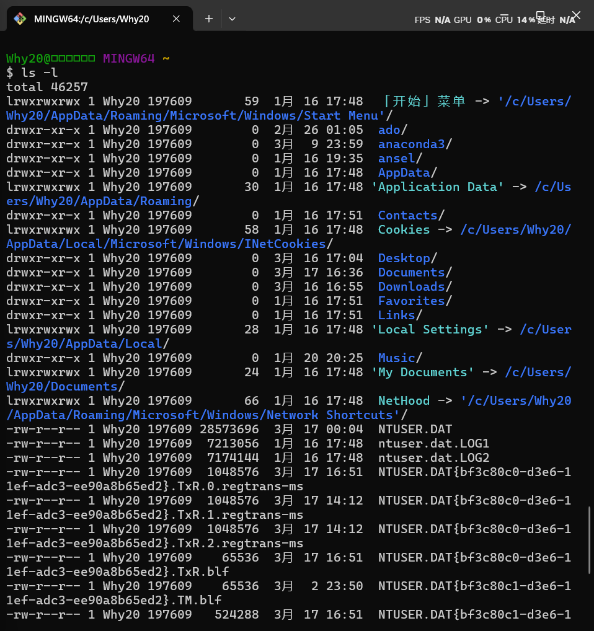 MINGW64:/c/Users/Why20
FPS N/A GPU 0% CPU 14% 延时 N/A
Why20@□□□□□□ MINGW64 ~
$ ls -l
total 46257
lrwxrwxrwx 1 Why20 197609 59 1月 16 17:48 「开始」菜单 -> '/c/Users/
Why20/AppData/Roaming/Microsoft/Windows/Start Menu'/
drwxr-xr-x 1 Why20 197609 0 2月 26 01:05 ado/
drwxr-xr-x 1 Why20 197609 0 3月 9 23:59 anaconda3/
drwxr-xr-x 1 Why20 197609 0 1月 16 19:35 ansel/
drwxr-xr-x 1 Why20 197609 0 1月 16 17:48 AppData/
lrwxrwxrwx 1 Why20 197609 30 1月 16 17:48 'Application Data' -> /c/Us
ers/Why20/AppData/Roaming/
drwxr-xr-x 1 Why20 197609 0 1月 16 17:51 Contacts/
lrwxrwxrwx 1 Why20 197609 58 1月 16 17:48 Cookies -> /c/Users/Why20/
AppData/Local/Microsoft/Windows/INetCookies/
drwxr-xr-x 1 Why20 197609 0 3月 16 17:04 Desktop/
drwxr-xr-x 1 Why20 197609 0 3月 17 16:36 Documents/
drwxr-xr-x 1 Why20 197609 0 3月 16 16:55 Downloads/
drwxr-xr-x 1 Why20 197609 0 1月 16 17:51 Favorites/
drwxr-xr-x 1 Why20 197609 0 1月 16 17:51 Links/
lrwxrwxrwx 1 Why20 197609 28 1月 16 17:48 'Local Settings' -> /c/User
s/Why20/AppData/Local/
drwxr-xr-x 1 Why20 197609 0 1月 20 20:25 Music/
lrwxrwxrwx 1 Why20 197609 24 1月 16 17:48 'My Documents' -> /c/Users/
Why20/Documents/
lrwxrwxrwx 1 Why20 197609 66 1月 16 17:48 NetHood -> '/c/Users/Why20
/AppData/Roaming/Microsoft/Windows/Network Shortcuts'/
-rw-r--r-- 1 Why20 197609 28573696 3月 17 00:04 NTUSER.DAT
-rw-r--r-- 1 Why20 197609 7213056 1月 16 17:48 ntuser.dat.LOG1
-rw-r--r-- 1 Why20 197609 7174144 1月 16 17:48 ntuser.dat.LOG2
-rw-r--r-- 1 Why20 197609 1048576 3月 17 16:51 NTUSER.DAT{bf3c80c0-d3e6-1
1ef-adc3-ee90a8b65ed2}.TxR.0.regtrans-ms
-rw-r--r-- 1 Why20 197609 1048576 3月 17 14:12 NTUSER.DAT{bf3c80c0-d3e6-1
1ef-adc3-ee90a8b65ed2}.TxR.1.regtrans-ms
-rw-r--r-- 1 Why20 197609 1048576 3月 17 14:12 NTUSER.DAT{bf3c80c0-d3e6-1
1ef-adc3-ee90a8b65ed2}.TxR.2.regtrans-ms
-rw-r--r-- 1 Why20 197609 65536 3月 17 16:51 NTUSER.DAT{bf3c80c0-d3e6-1
1ef-adc3-ee90a8b65ed2}.TxR.blf
-rw-r--r-- 1 Why20 197609 65536 3月 2 23:50 NTUSER.DAT{bf3c80c1-d3e6-1
1ef-adc3-ee90a8b65ed2}.TM.blf
-rw-r--r-- 1 Why20 197609 524288 3月 17 16:51 NTUSER.DAT{bf3c80c1-d3e6-1